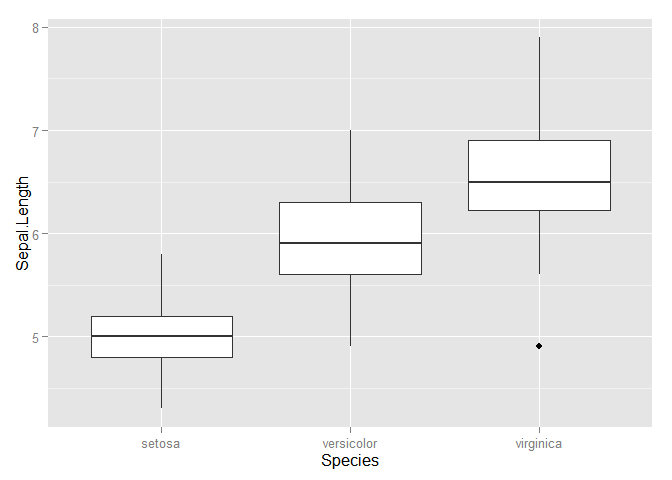 Sepal.Length
8
7
6
5
setosa
versicolor
virginica
Species